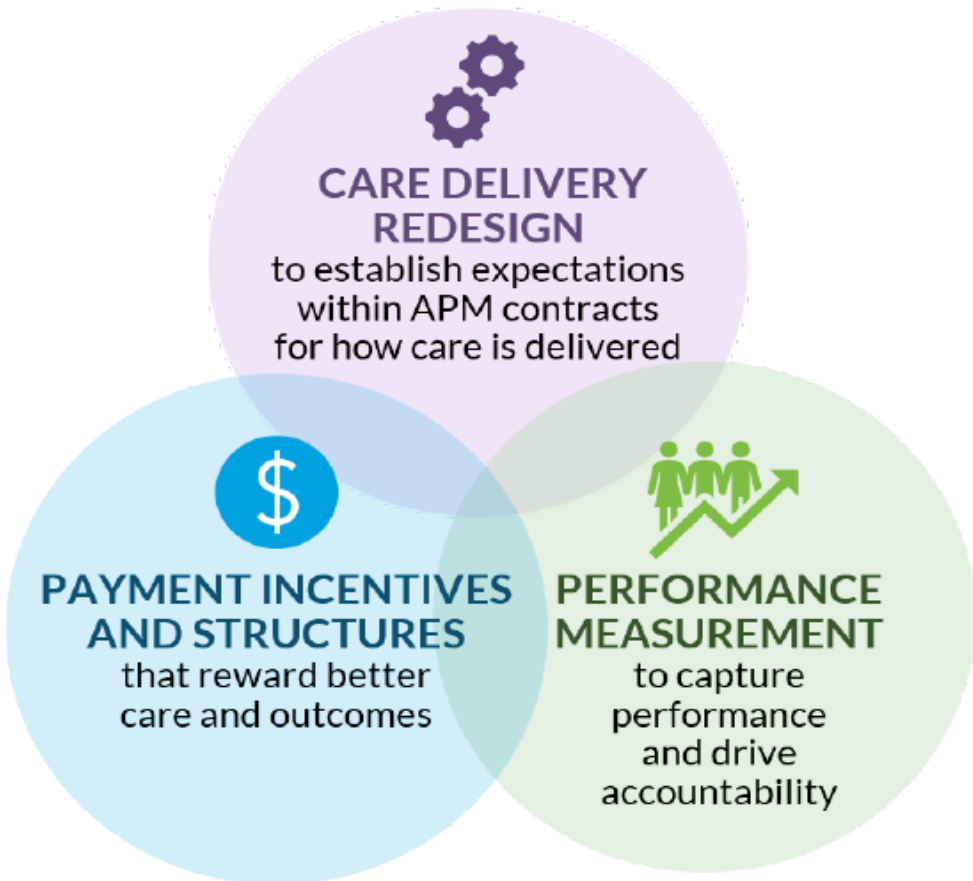 CARE DELIVERY
REDESIGN
to establish expectations
within APM contracts
for how care is delivered
$
PAYMENT INCENTIVES
AND STRUCTURES
that reward better
care and outcomes
PERFORMANCE
MEASUREMENT
to capture
performance
and drive
accountability